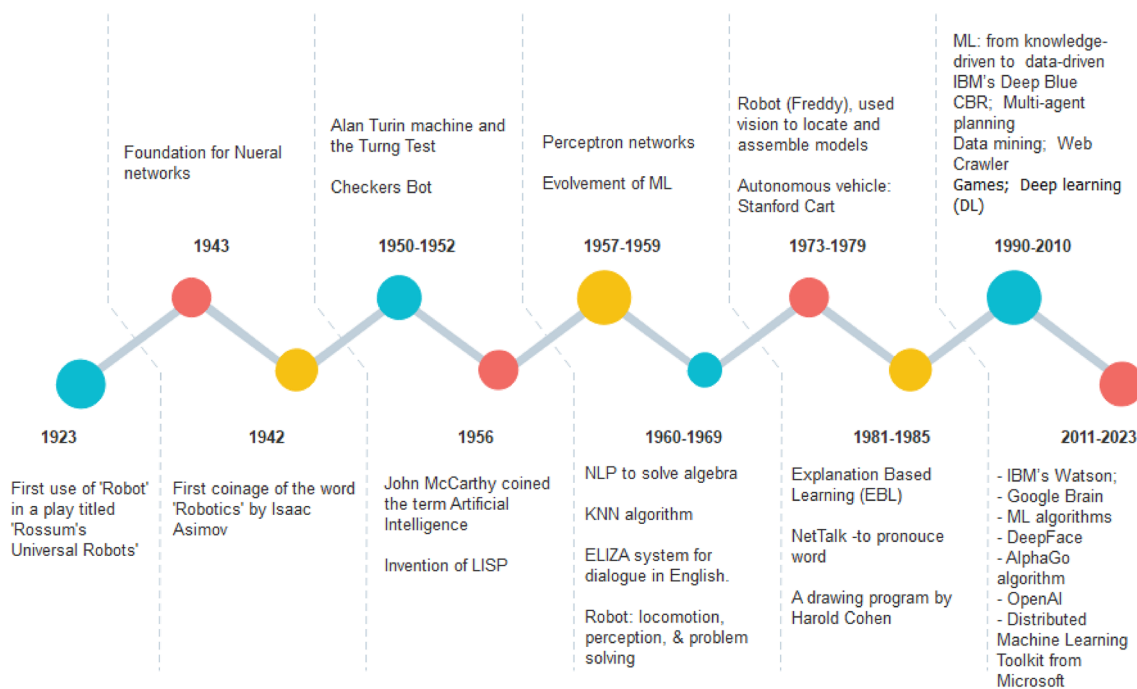 Foundation for Nueral
networks
1943
Alan Turin machine and
the Turng Test
Checkers Bot
1950-1952
Perceptron networks
Evolvement of ML
1957-1959
Robot (Freddy), used
vision to locate and
assemble models
Autonomous vehicle:
Stanford Cart
1973-1979
ML: from knowledge-
driven to data-driven
IBM's Deep Blue
CBR; Multi-agent
planning
Data mining; Web
Crawler
Games; Deep learning
(DL)
1990-2010
1923
First use of 'Robot'
in a play titled
'Rossum's
Universal Robots'
1942
First coinage of the word
'Robotics' by Isaac
Asimov
1956
John McCarthy coined
the term Artificial
Intelligence
Invention of LISP
1960-1969
NLP to solve algebra
KNN algorithm
ELIZA system for
dialogue in English.
Robot: locomotion,
perception, & problem
solving
1981-1985
Explanation Based
Learning (EBL)
NetTalk -to pronouce
word
A drawing program by
Harold Cohen
2011-2023
- IBM's Watson;
- Google Brain
- ML algorithms
- DeepFace
- AlphaGo
algorithm
- OpenAI
- Distributed
Machine Learning
Toolkit from
Microsoft